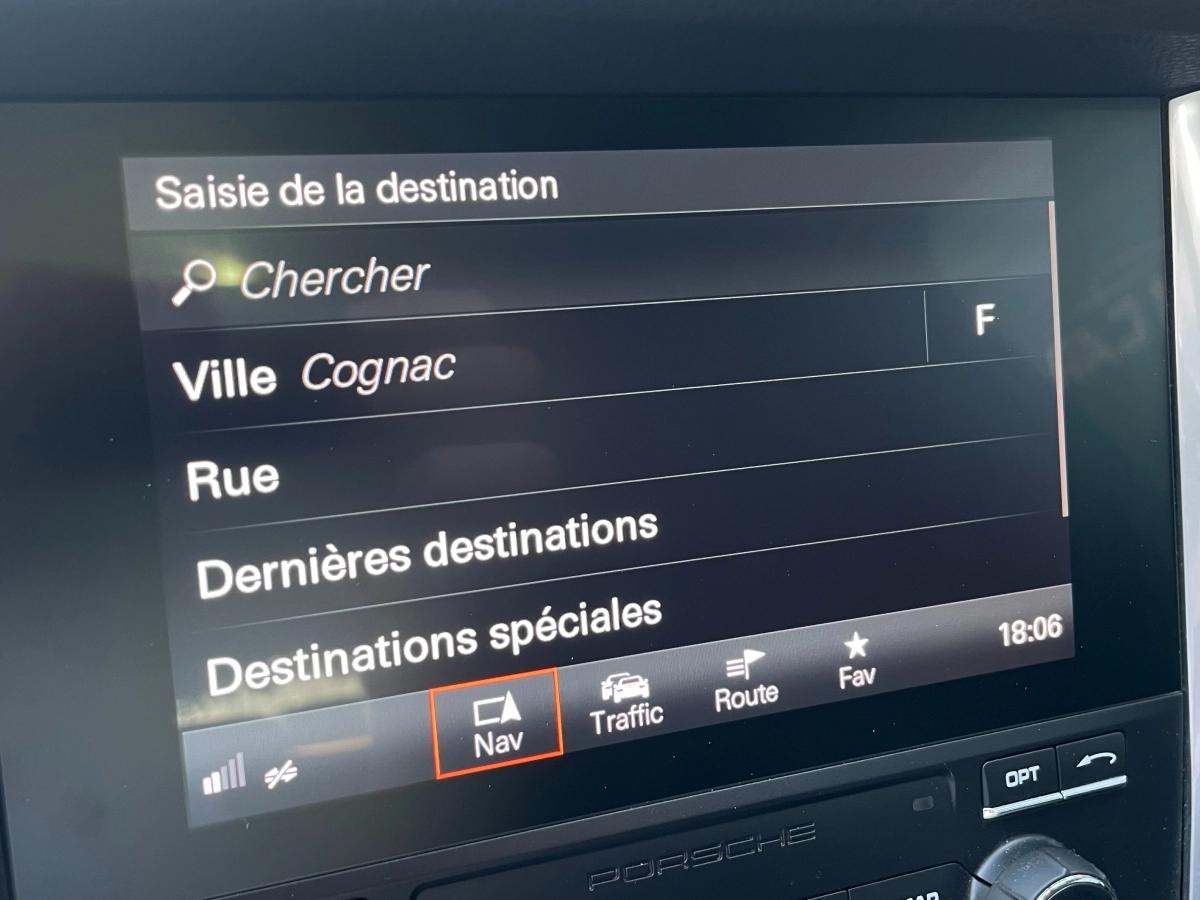 Saisie de la destination
Chercher
Ville Cognac F
Rue
Dernières destinations
Destinations spéciales
Nav Traffic Route Fav 18:06
OPT
PORSCHE